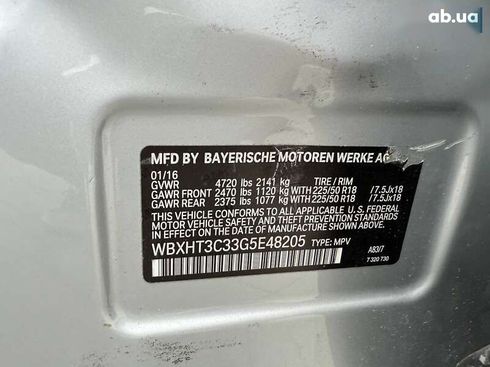 ab.ua
MFD BY BAYERISCHE MOTOREN WERKE AG
01/16
GVWR 4720 lbs 2141 kg TIRE / RIM
GAWR FRONT 2470 lbs 1120 kg WITH 225/50 R18 /7.5Jx18
GAWR REAR 2375 lbs 1077 kg WITH 225/50 R18 /7.5Jx18
THIS VEHICLE CONFORMS TO ALL APPLICABLE U. S. FEDERAL
MOTOR VEHICLE SAFETY, BUMPER, AND THEFT PREVENTION
STANDARDS IN EFFECT ON THE DATE OF MANUFACTURE SHOWN ABOVE.
WBXHT3C33G5E48205 TYPE: MPV
A83/7
7 320 730